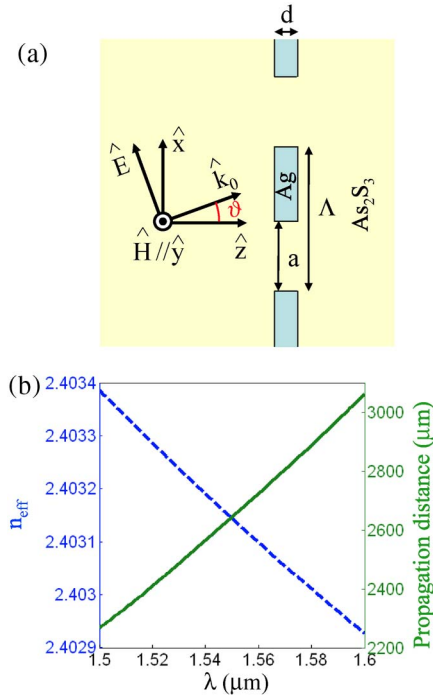 (a)
d
x̂
Ê
k̂₀
ϑ
Ĥ//ŷ
ẑ
Ag
a
Λ
As₂S₃
(b)
2.4034
2.4033
2.4032
2.4031
2.403
2.4029
n_eff
3000
2800
2600
2400
2200
Propagation distance (μm)
1.5 1.52 1.54 1.56 1.58 1.6
λ (μm)